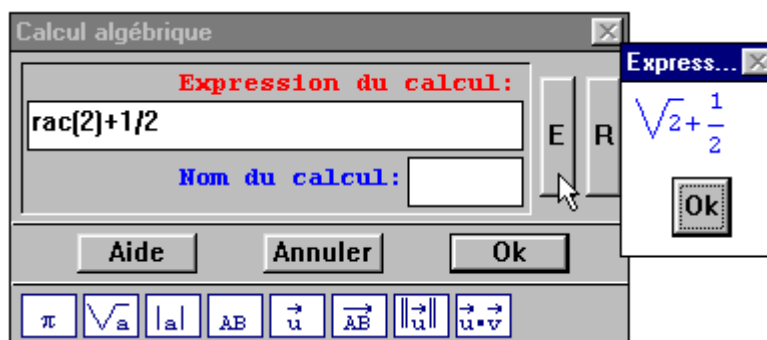 Calcul algébrique
Expression du calcul:
rac(2)+1/2
Nom du calcul:
E
R
Aide
Annuler
Ok
π √a |a| AB u⃗ AB⃗ ||u⃗|| u⃗•v⃗
Express...
√2+1/2
Ok